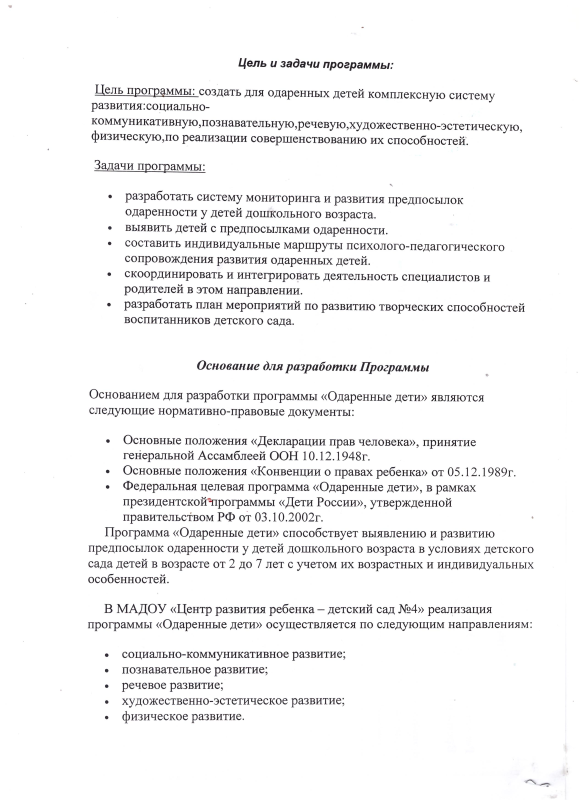 Цель и задачи программы:
Цель программы: создать для одаренных детей комплексную систему
развития:социально-
коммуникативную,познавательную,речевую,художественно-эстетическую,
физическую,по реализации совершенствованию их способностей.
Задачи программы:
• разработать систему мониторинга и развития предпосылок
одаренности у детей дошкольного возраста.
• выявить детей с предпосылками одаренности.
• составить индивидуальные маршруты психолого-педагогического
сопровождения развития одаренных детей.
• скоординировать и интегрировать деятельность специалистов и
родителей в этом направлении.
• разработать план мероприятий по развитию творческих способностей
воспитанников детского сада.
Основание для разработки Программы
Основанием для разработки программы «Одаренные дети» являются
следующие нормативно-правовые документы:
• Основные положения «Декларации прав человека», принятие
генеральной Ассамблеей ООН 10.12.1948г.
• Основные положения «Конвенции о правах ребенка» от 05.12.1989г.
• Федеральная целевая программа «Одаренные дети», в рамках
президентской программы «Дети России», утвержденной
правительством РФ от 03.10.2002г.
Программа «Одаренные дети» способствует выявлению и развитию
предпосылок одаренности у детей дошкольного возраста в условиях детского
сада детей в возрасте от 2 до 7 лет с учетом их возрастных и индивидуальных
особенностей.
В МАДОУ «Центр развития ребенка – детский сад №4» реализация
программы «Одаренные дети» осуществляется по следующим направлениям:
• социально-коммуникативное развитие;
• познавательное развитие;
• речевое развитие;
• художественно-эстетическое развитие;
• физическое развитие.